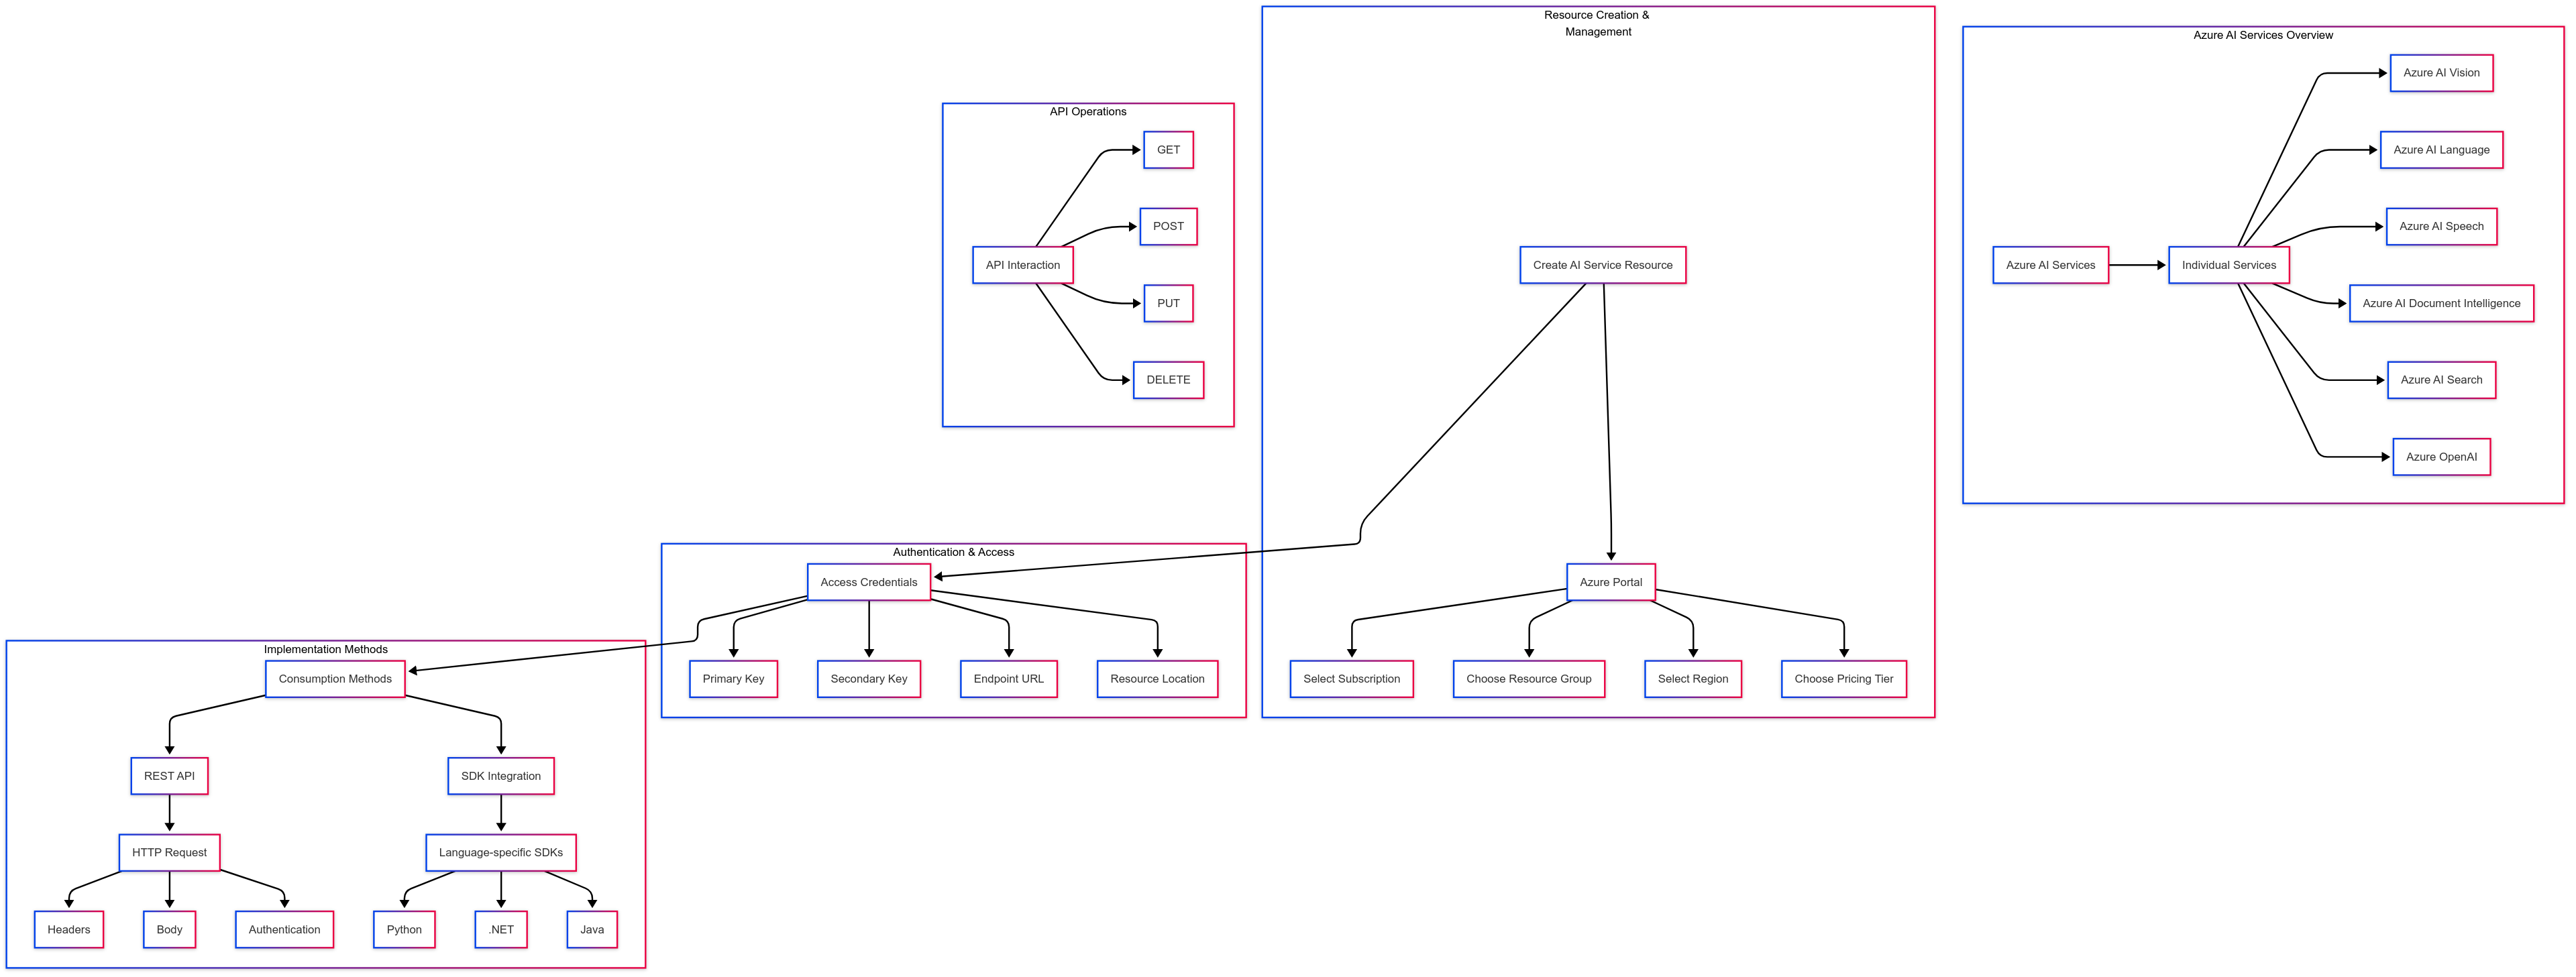 Resource Creation &
Management
Create AI Service Resource
Azure Portal
Select Subscription
Choose Resource Group
Select Region
Choose Pricing Tier
Azure AI Services Overview
Azure AI Services
Individual Services
Azure AI Vision
Azure AI Language
Azure AI Speech
Azure AI Document Intelligence
Azure AI Search
Azure OpenAI
API Operations
API Interaction
GET
POST
PUT
DELETE
Authentication & Access
Access Credentials
Primary Key
Secondary Key
Endpoint URL
Resource Location
Implementation Methods
Consumption Methods
REST API
SDK Integration
HTTP Request
Language-specific SDKs
Headers
Body
Authentication
Python
.NET
Java